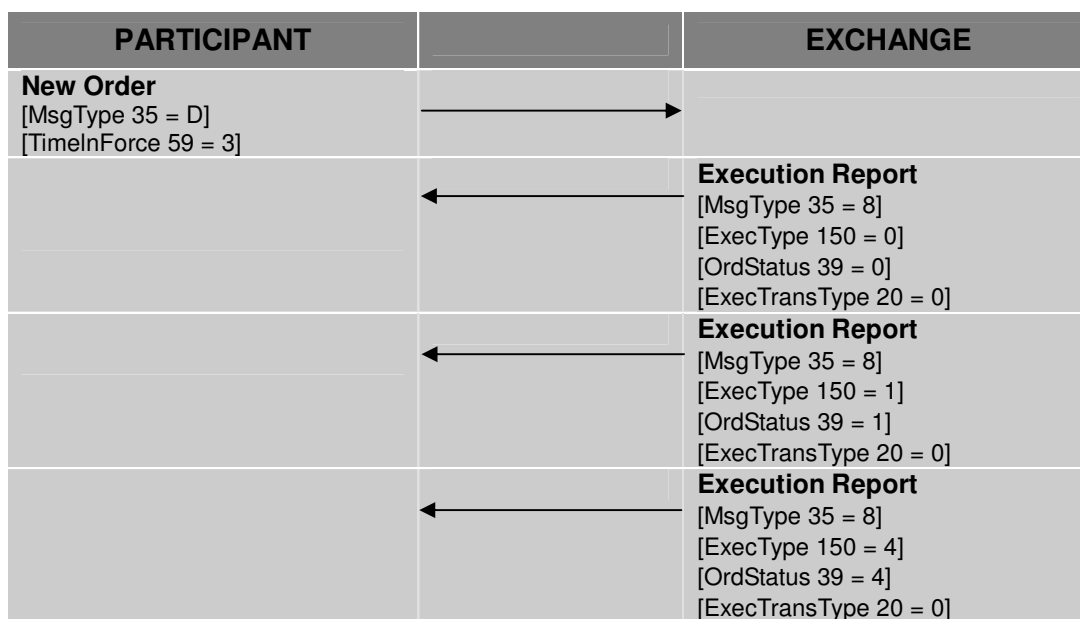 PARTICIPANT
EXCHANGE
New Order
[MsgType 35 = D]
[TimeInForce 59 = 3]
Execution Report
[MsgType 35 = 8]
[ExecType 150 = 0]
[OrdStatus 39 = 0]
[ExecTransType 20 = 0]
Execution Report
[MsgType 35 = 8]
[ExecType 150 = 1]
[OrdStatus 39 = 1]
[ExecTransType 20 = 0]
Execution Report
[MsgType 35 = 8]
[ExecType 150 = 4]
[OrdStatus 39 = 4]
[ExecTransType 20 = 0]